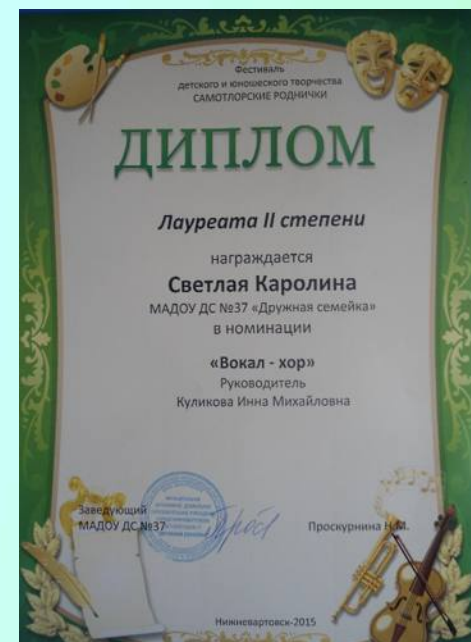 Фестиваль
детского и юношеского творчества
САМОТЛОРСКИЕ РОДНИЧКИ
ДИПЛОМ
Лауреата II степени
награждается
Светлая Каролина
МАДОУ ДС №37 «Дружная семейка»
в номинации
«Вокал - хор»
Руководитель
Куликова Инна Михайловна
Заведующий
МАДОУ ДС №37 Проскурнина Н.М.
Нижневартовск-2015